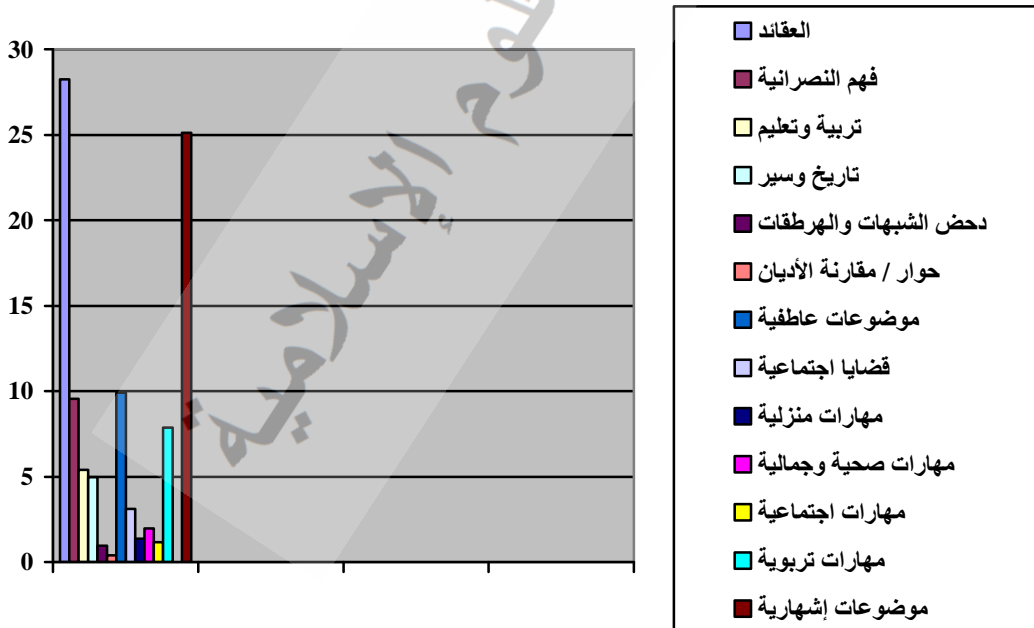 30
25
20
15
10
5
0
العقائد
فهم النصرانية
تربية وتعليم
تاريخ وسير
دحض الشبهات والهرطقات
حوار / مقارنة الأديان
موضوعات عاطفية
قضايا اجتماعية
مهارات منزلية
مهارات صحية وجمالية
مهارات اجتماعية
مهارات تربوية
موضوعات إشهارية
الإسلامية